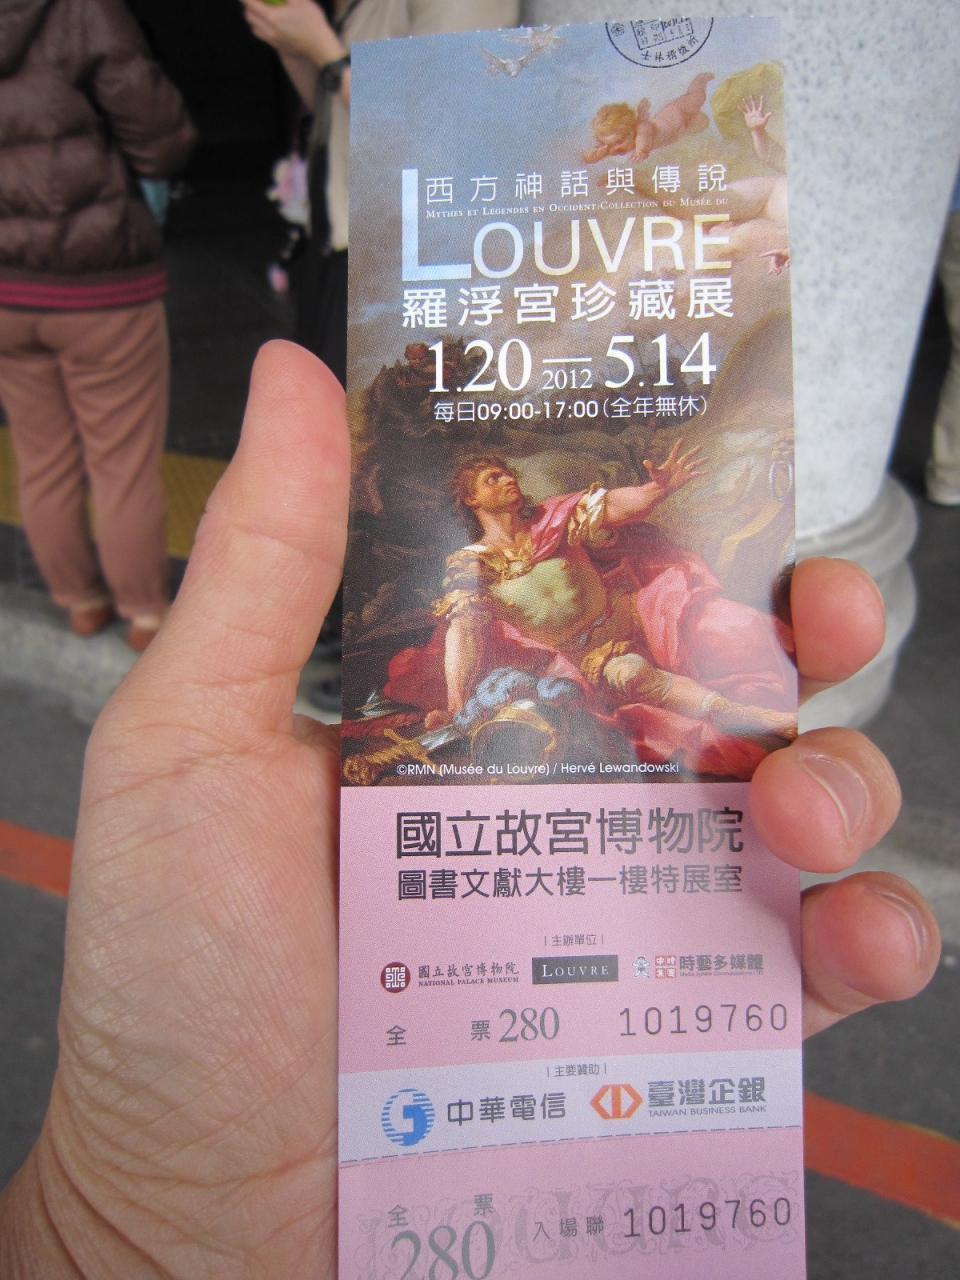 士林稽徵所
西方神話與傳說
MYTHES ET LÉGENDES EN OCCIDENT:COLLECTION DU MUSÉE DU
LOUVRE
羅浮宮珍藏展
1.20—5.14
2012
每日09:00-17:00(全年無休)
©RMN (Musée du Louvre) / Hervé Lewandowski
國立故宮博物院
圖書文獻大樓一樓特展室
|主辦單位|
國立故宮博物院
NATIONAL PALACE MUSEUM
LOUVRE
時藝多媒體
全 票 280 1019760
|主要贊助|
中華電信
臺灣企銀
TAIWAN BUSINESS BANK
全 票
280
入場聯 1019760